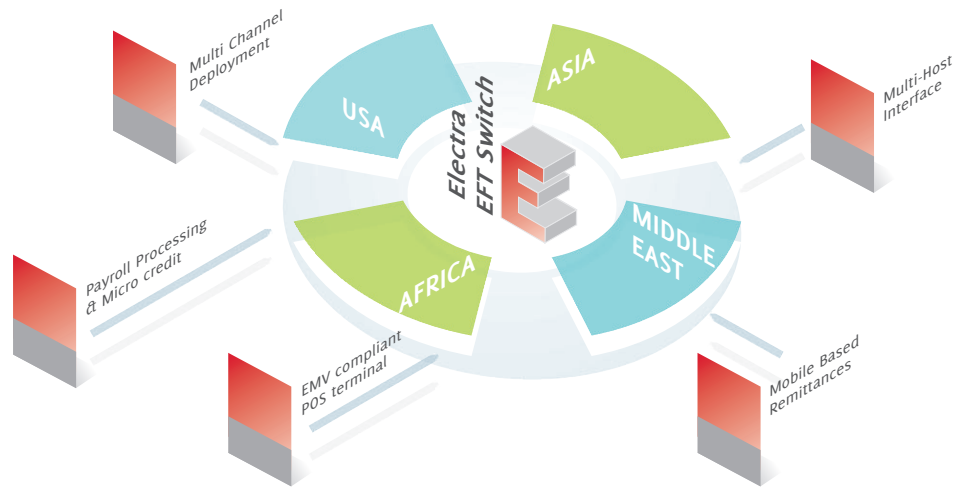 Multi Channel
Deployment
USA
ASIA
Multi-Host
Interface
Electra
EFT Switch
E
Payroll Processing
& Micro credit
AFRICA
MIDDLE
EAST
EMV compliant
POS terminal
Mobile Based
Remittances